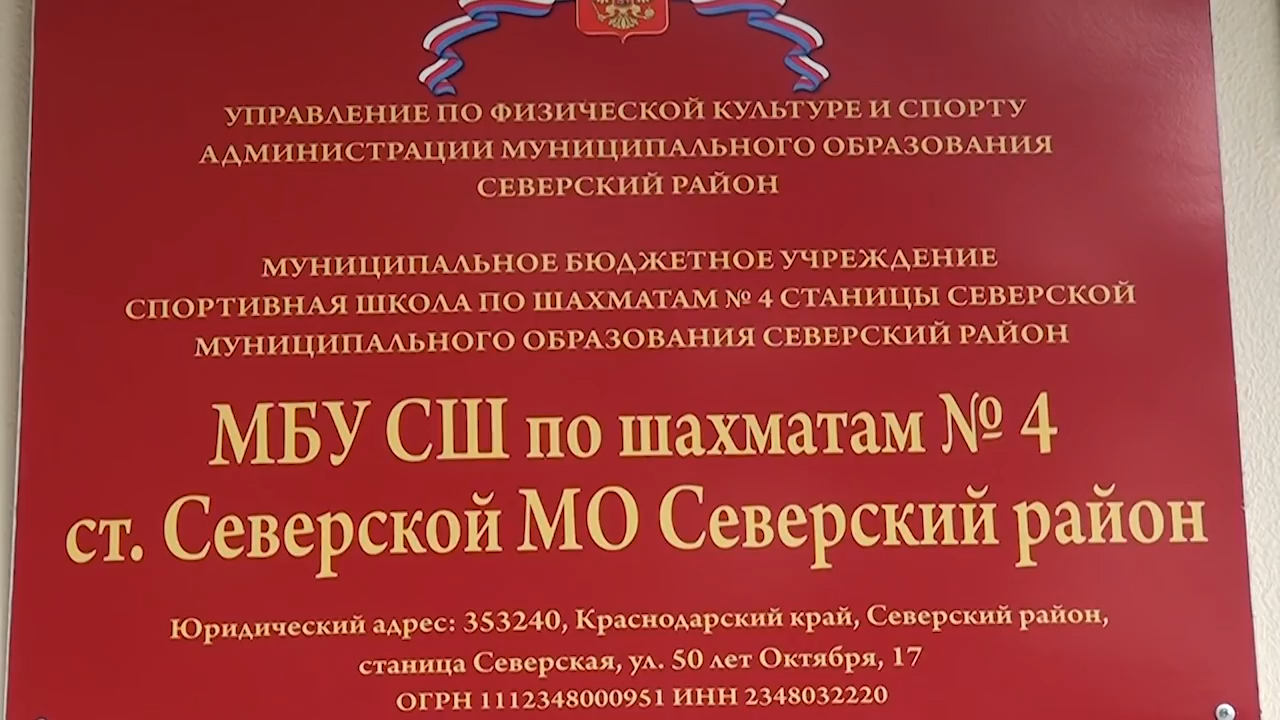 УПРАВЛЕНИЕ ПО ФИЗИЧЕСКОЙ КУЛЬТУРЕ И СПОРТУ
АДМИНИСТРАЦИИ МУНИЦИПАЛЬНОГО ОБРАЗОВАНИЯ
СЕВЕРСКИЙ РАЙОН
МУНИЦИПАЛЬНОЕ БЮДЖЕТНОЕ УЧРЕЖДЕНИЕ
СПОРТИВНАЯ ШКОЛА ПО ШАХМАТАМ № 4 СТАНИЦЫ СЕВЕРСКОЙ
МУНИЦИПАЛЬНОГО ОБРАЗОВАНИЯ СЕВЕРСКИЙ РАЙОН
МБУ СШ по шахматам № 4
ст. Северской МО Северский район
Юридический адрес: 353240, Краснодарский край, Северский район,
станица Северская, ул. 50 лет Октября, 17
ОГРН 1112348000951 ИНН 2348032220